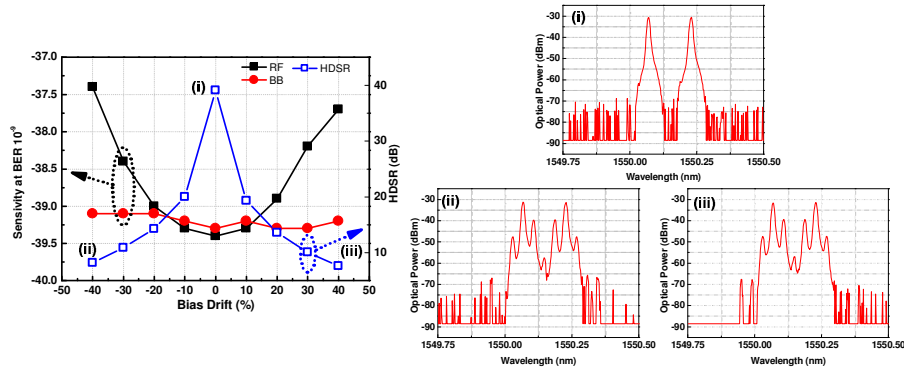 -37.0
-37.5
-38.0
-38.5
-39.0
-39.5
-40.0
Sensivity at BER 10⁻⁹
RF
BB
HDSR
(i)
(ii)
(iii)
40
30
20
10
HDSR (dB)
-50 -40 -30 -20 -10 0 10 20 30 40 50
Bias Drift (%)
(i)
-30
-50
-70
-90
Optical Power (dBm)
1549.75 1550.00 1550.25 1550.50
Wavelength (nm)
(ii)
-30
-40
-50
-60
-70
-80
-90
Optical Power (dBm)
1549.75 1550.00 1550.25 1550.50
Wavelength (nm)
(iii)
-30
-40
-50
-60
-70
-80
-90
Optical Power (dBm)
1549.75 1550.00 1550.25 1550.50
Wavelength (nm)